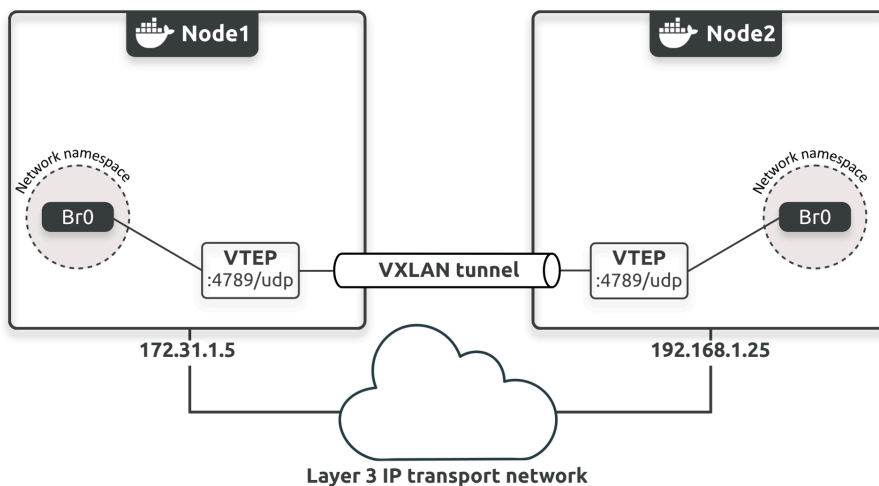 Node1
Node2
Network namespace
Br0
VTEP
:4789/udp
VXLAN tunnel
VTEP
:4789/udp
Network namespace
Br0
172.31.1.5
192.168.1.25
Layer 3 IP transport network